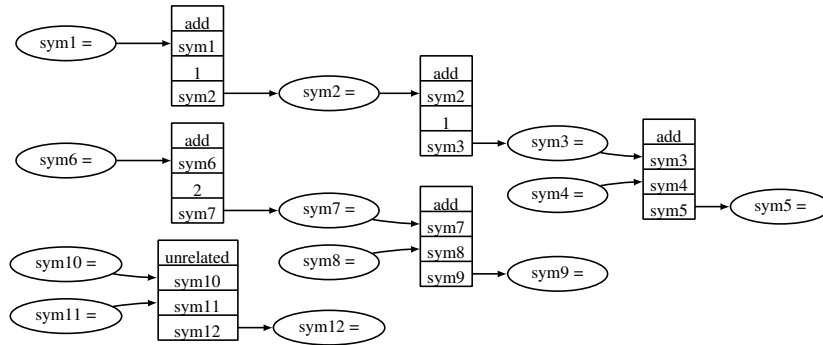 add
sym1 =
sym1
1
sym2
sym2 =
add
sym2
1
sym3
sym3 =
add
sym3
sym4 =
sym4
sym5
sym5 =
add
sym6 =
sym6
2
sym7
sym7 =
add
sym7
sym8 =
sym8
sym9
sym9 =
unrelated
sym10 =
sym10
sym11 =
sym11
sym12
sym12 =